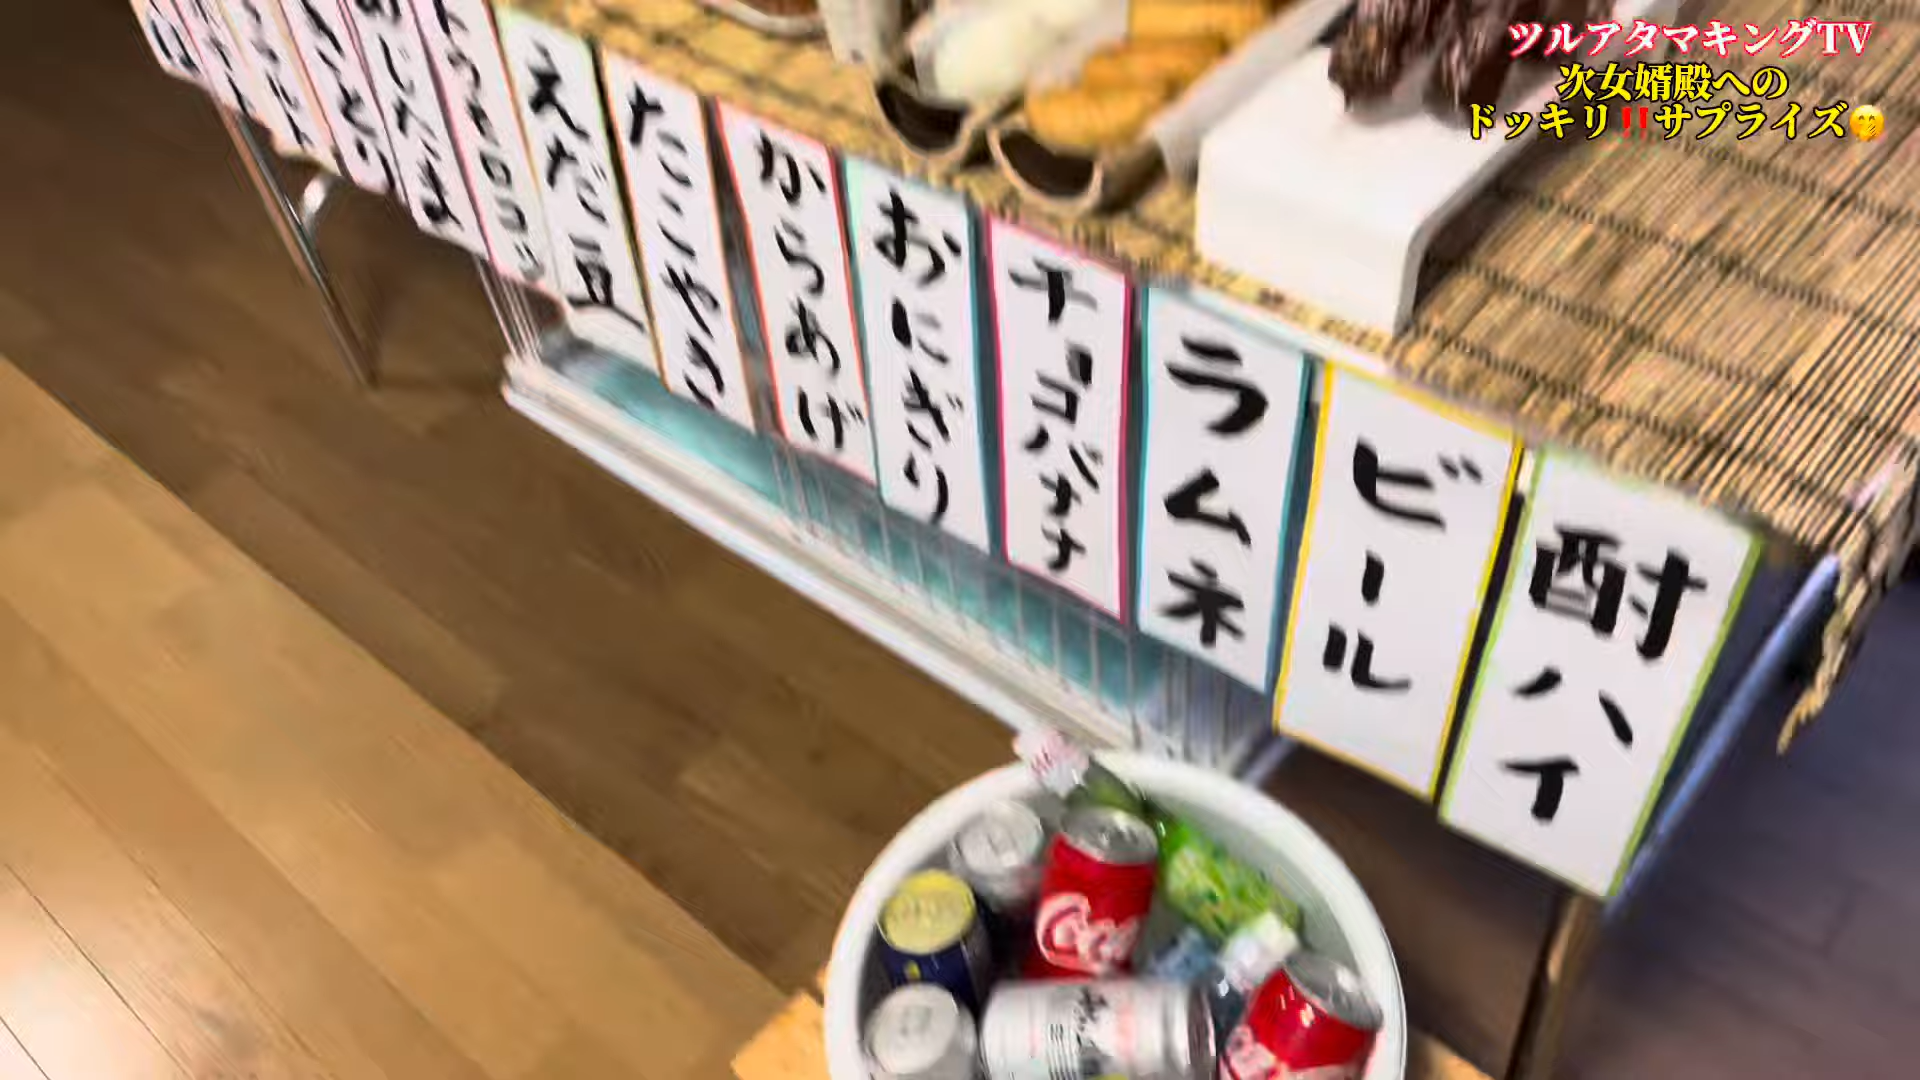 ツルアタマキングTV
次女婿殿への
ドッキリ‼️サプライズ🤭
えだ豆
たこやき
からあげ
おにぎり
チョコバナナ
ラムネ
ビール
酎ハイ
Coca